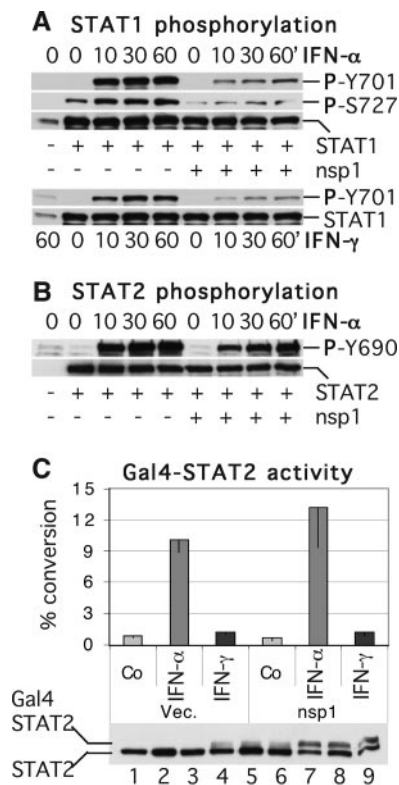 A STAT1 phosphorylation
0 0 10 30 60 0 10 30 60' IFN-α
P-Y701
P-S727
STAT1
- + + + + + + + +
- - - - - + + + + nsp1
P-Y701
STAT1
60 0 10 30 60 0 10 30 60' IFN-γ
B STAT2 phosphorylation
0 0 10 30 60 0 10 30 60' IFN-α
P-Y690
- + + + + + + + + STAT2
- - - - - + + + + nsp1
C Gal4-STAT2 activity
% conversion
15
12
9
6
3
0
Co IFN-α IFN-γ Co IFN-α IFN-γ
Vec. nsp1
Gal4
STAT2
STAT2
1 2 3 4 5 6 7 8 9